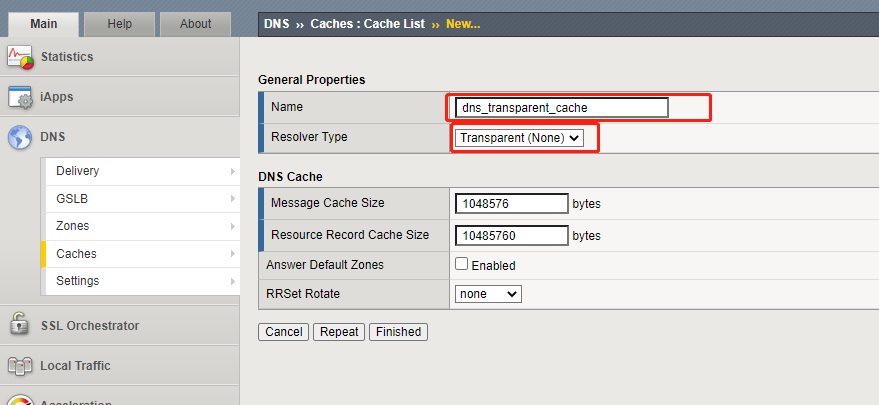 Main Help About
DNS ›› Caches : Cache List ›› New...
Statistics
iApps
DNS
Delivery
GSLB
Zones
Caches
Settings
SSL Orchestrator
Local Traffic
Acceleration
General Properties
Name dns_transparent_cache
Resolver Type Transparent (None)
DNS Cache
Message Cache Size 1048576 bytes
Resource Record Cache Size 10485760 bytes
Answer Default Zones Enabled
RRSet Rotate none
Cancel Repeat Finished